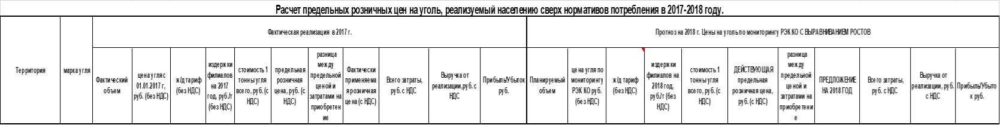 Расчет предельных розничных цен на уголь, реализуемый населению сверх нормативов потребления в 2017-2018 году.
Территория
марка угля
Фактическая реализация в 2017 г.
Прогноз на 2018 г. Цены на уголь по мониторингу РЭК КО С ВЫРАВНИВАНИЕМ РОСТОВ
Фактический
объем
цена угля с
01.01.2017 г,
руб. (без НДС)
ж/д тариф
(без НДС)
издержки
филиалов
на 2017
год, руб./т
(без НДС)
стоимость 1
тонны угля
всего, руб. (с
НДС)
предельная
розничная
цена, руб. (с
НДС)
разница
между
предельной
ценой и
затратами на
приобретен
ие
Фактически
применяема
я розничная
цена (с НДС)
Всего затраты,
руб. с НДС
Выручка от
реализации,руб. с
НДС
Прибыль/Убыток
руб.
Планируемый
объем
цена угля по
мониторингу
РЭК КО руб.
(без НДС)
ж/д тариф
(без НДС)
издержки
филиалов на
2018 год,
руб./т (без
НДС)
стоимость 1
тонны угля
всего, руб. (с
НДС)
ДЕЙСТВУЮЩАЯ
предельная
розничная цена,
руб. (с НДС)
разница
между
предельной
ценой и
затратами на
приобретени
е
ПРЕДЛОЖЕНИЕ
НА 2018 ГОД
Всего затраты,
руб. с НДС
Выручка от
реализации, руб.
с НДС
Прибыль/Убыто
к руб.